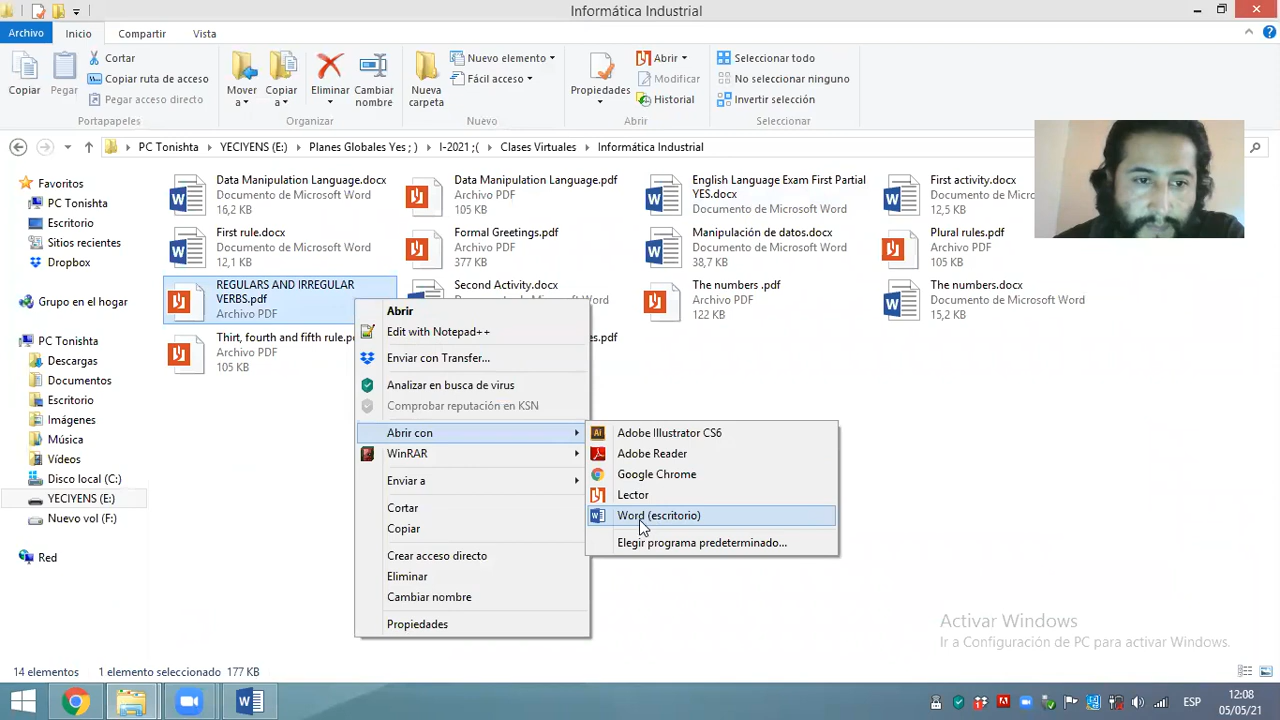 Informática Industrial
Archivo
Inicio
Compartir
Vista
Copiar
Pegar
Cortar
Copiar ruta de acceso
Pegar acceso directo
Portapapeles
Mover a
Copiar a
Eliminar
Cambiar nombre
Organizar
Nueva carpeta
Nuevo elemento
Fácil acceso
Nuevo
Propiedades
Abrir
Modificar
Historial
Abrir
Seleccionar todo
No seleccionar ninguno
Invertir selección
Seleccionar
PC Tonishta
YECIYENS (E:)
Planes Globales Yes ; )
I-2021 ;(
Clases Virtuales
Informática Industrial
Favoritos
PC Tonishta
Escritorio
Sitios recientes
Dropbox
Grupo en el hogar
PC Tonishta
Descargas
Documentos
Escritorio
Imágenes
Música
Vídeos
Disco local (C:)
YECIYENS (E:)
Nuevo vol (F:)
Red
Data Manipulation Language.docx
Documento de Microsoft Word
16,2 KB
Data Manipulation Language.pdf
Archivo PDF
105 KB
English Language Exam First Partial
YES.docx
Documento de Microsoft Word
First activity.docx
Documento de Microsoft Word
12,5 KB
First rule.docx
Documento de Microsoft Word
12,1 KB
Formal Greetings.pdf
Archivo PDF
377 KB
Manipulación de datos.docx
Documento de Microsoft Word
38,7 KB
Plural rules.pdf
Archivo PDF
105 KB
REGULARS AND IRREGULAR
VERBS.pdf
Archivo PDF
Second Activity.docx
Word
The numbers .pdf
Archivo PDF
122 KB
The numbers.docx
Documento de Microsoft Word
15,2 KB
Thirt, fourth and fifth rule.p
Archivo PDF
105 KB
es.pdf
Abrir
Edit with Notepad++
Enviar con Transfer...
Analizar en busca de virus
Comprobar reputación en KSN
Abrir con
WinRAR
Enviar a
Cortar
Copiar
Crear acceso directo
Eliminar
Cambiar nombre
Propiedades
Adobe Illustrator CS6
Adobe Reader
Google Chrome
Lector
Word (escritorio)
Elegir programa predeterminado...
Activar Windows
Ir a Configuración de PC para activar Windows.
14 elementos
1 elemento seleccionado 177 KB
ESP
12:08
05/05/21